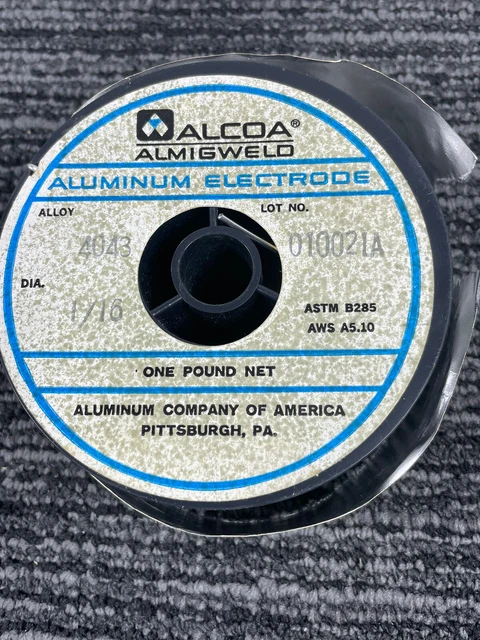 ALCOA®
ALMIGWELD
ALUMINUM ELECTRODE
ALLOY LOT NO.
4043 010021A
DIA.
1/16
ASTM B285
AWS A5.10
ONE POUND NET
ALUMINUM COMPANY OF AMERICA
PITTSBURGH, PA.